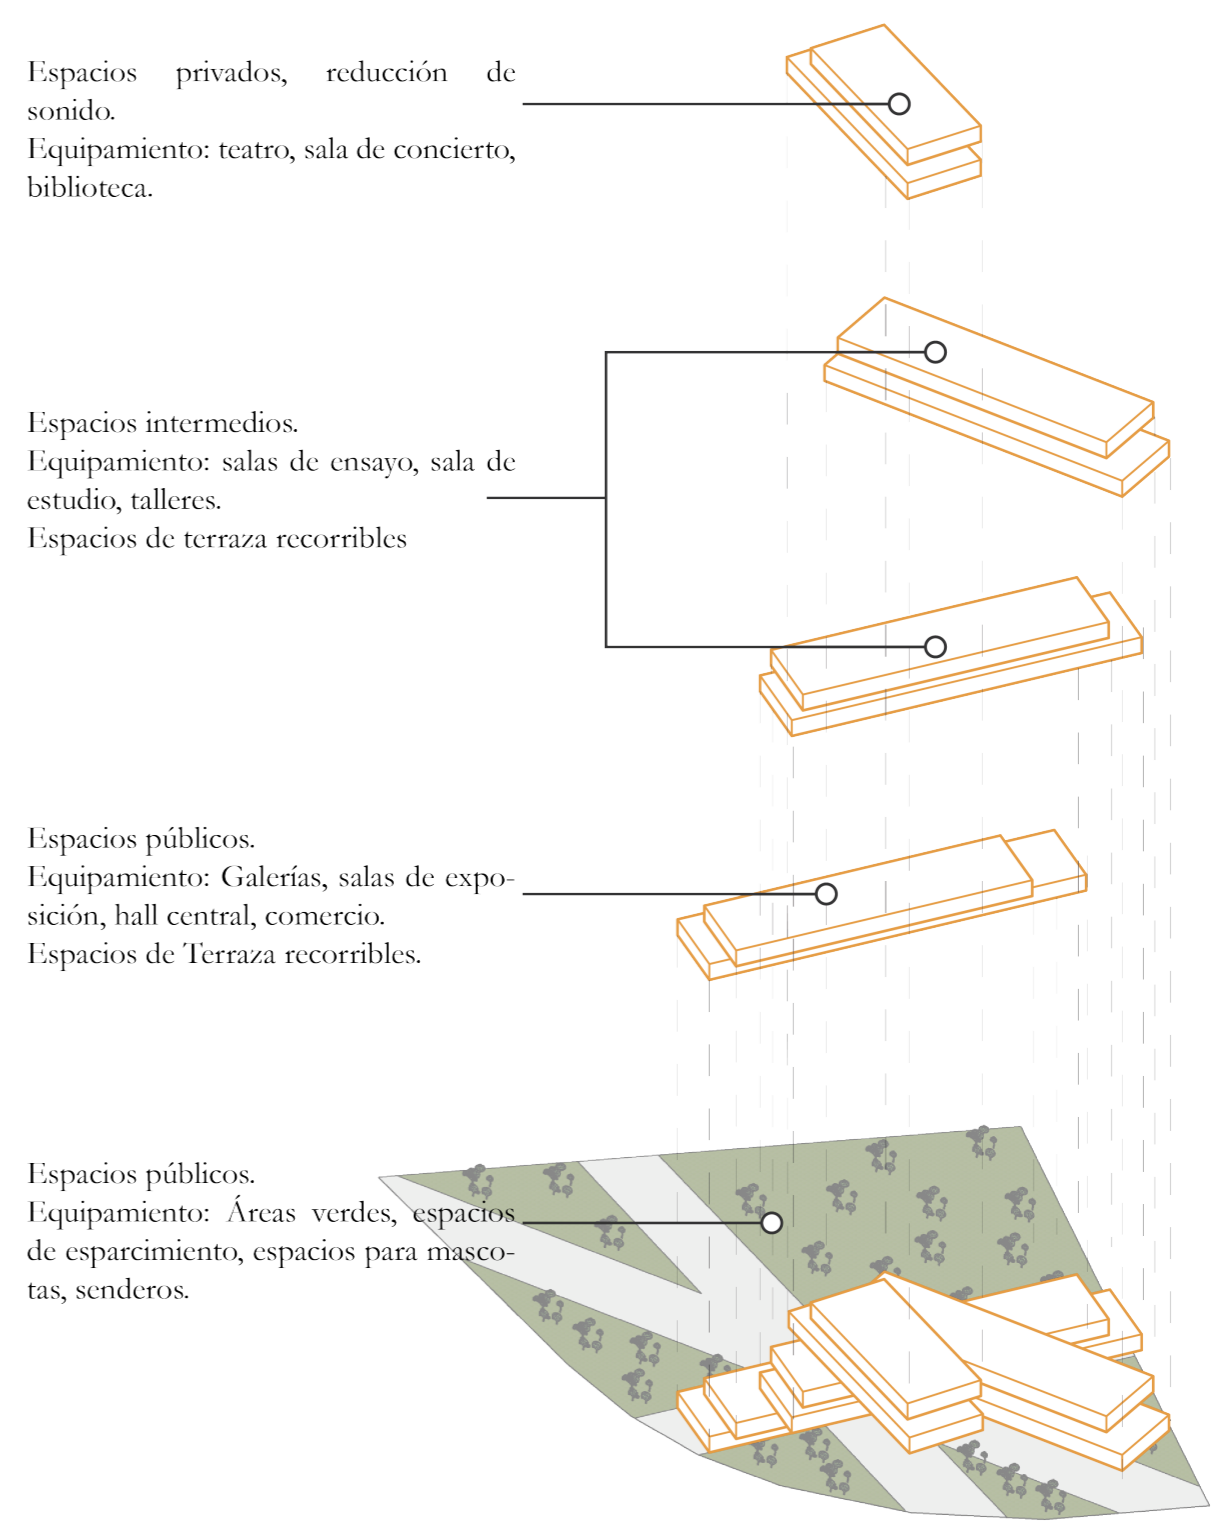 Espacios privados, reducción de
sonido.
Equipamiento: teatro, sala de concierto,
biblioteca.
Espacios intermedios.
Equipamiento: salas de ensayo, sala de
estudio, talleres.
Espacios de terraza recorribles
Espacios públicos.
Equipamiento: Galerías, salas de expo-
sición, hall central, comercio.
Espacios de Terraza recorribles.
Espacios públicos.
Equipamiento: Áreas verdes, espacios
de esparcimiento, espacios para masco-
tas, senderos.